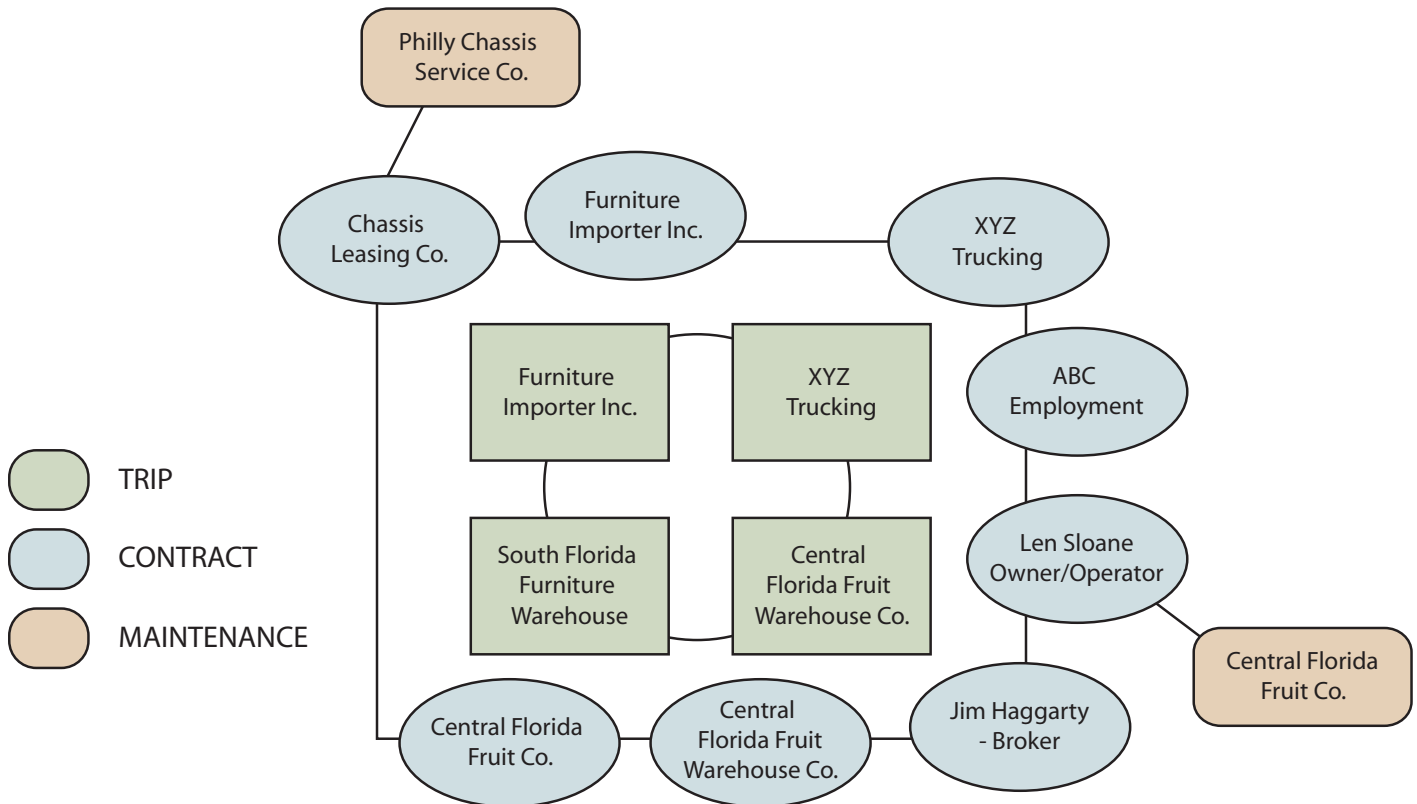 Philly Chassis
Service Co.
Chassis
Leasing Co.
Furniture
Importer Inc.
XYZ
Trucking
Furniture
Importer Inc.
XYZ
Trucking
ABC
Employment
TRIP
CONTRACT
MAINTENANCE
South Florida
Furniture
Warehouse
Central
Florida Fruit
Warehouse Co.
Len Sloane
Owner/Operator
Central Florida
Fruit Co.
Central Florida
Fruit Co.
Central
Florida Fruit
Warehouse Co.
Jim Haggarty
- Broker